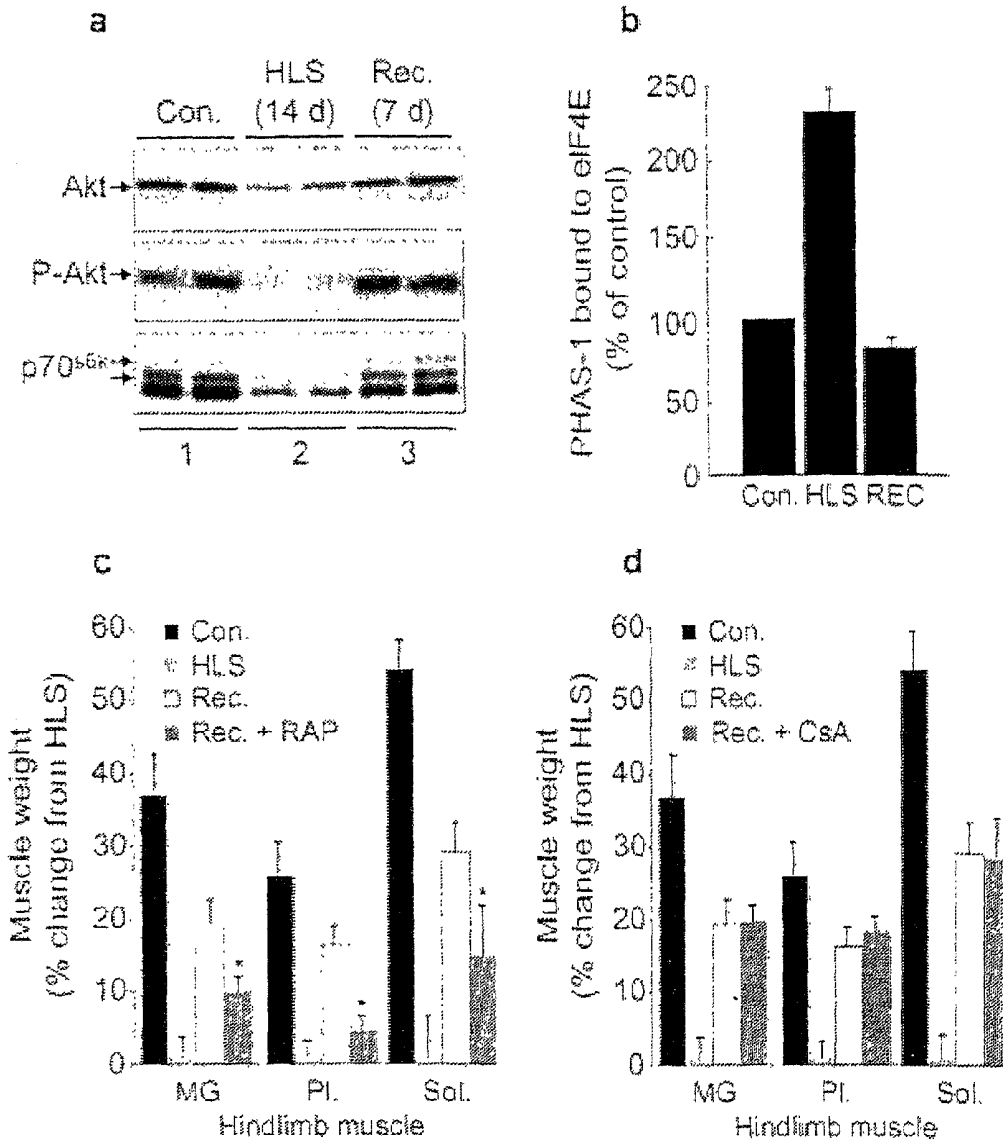 a
HLS Rec.
Con. (14 d) (7 d)
Akt
P-Akt
p70s6k
1 2 3
b
PHAS-1 bound to eIF4E
(% of control)
250
200
150
100
50
0
Con. HLS REC
c
Muscle weight
(% change from HLS)
60
50
40
30
20
10
0
Con.
HLS
Rec.
Rec. + RAP
*
*
*
MG Pl. Sol.
Hindlimb muscle
d
Muscle weight
(% change from HLS)
60
50
40
30
20
10
0
Con.
HLS
Rec.
Rec. + CsA
MG Pl. Sol.
Hindlimb muscle